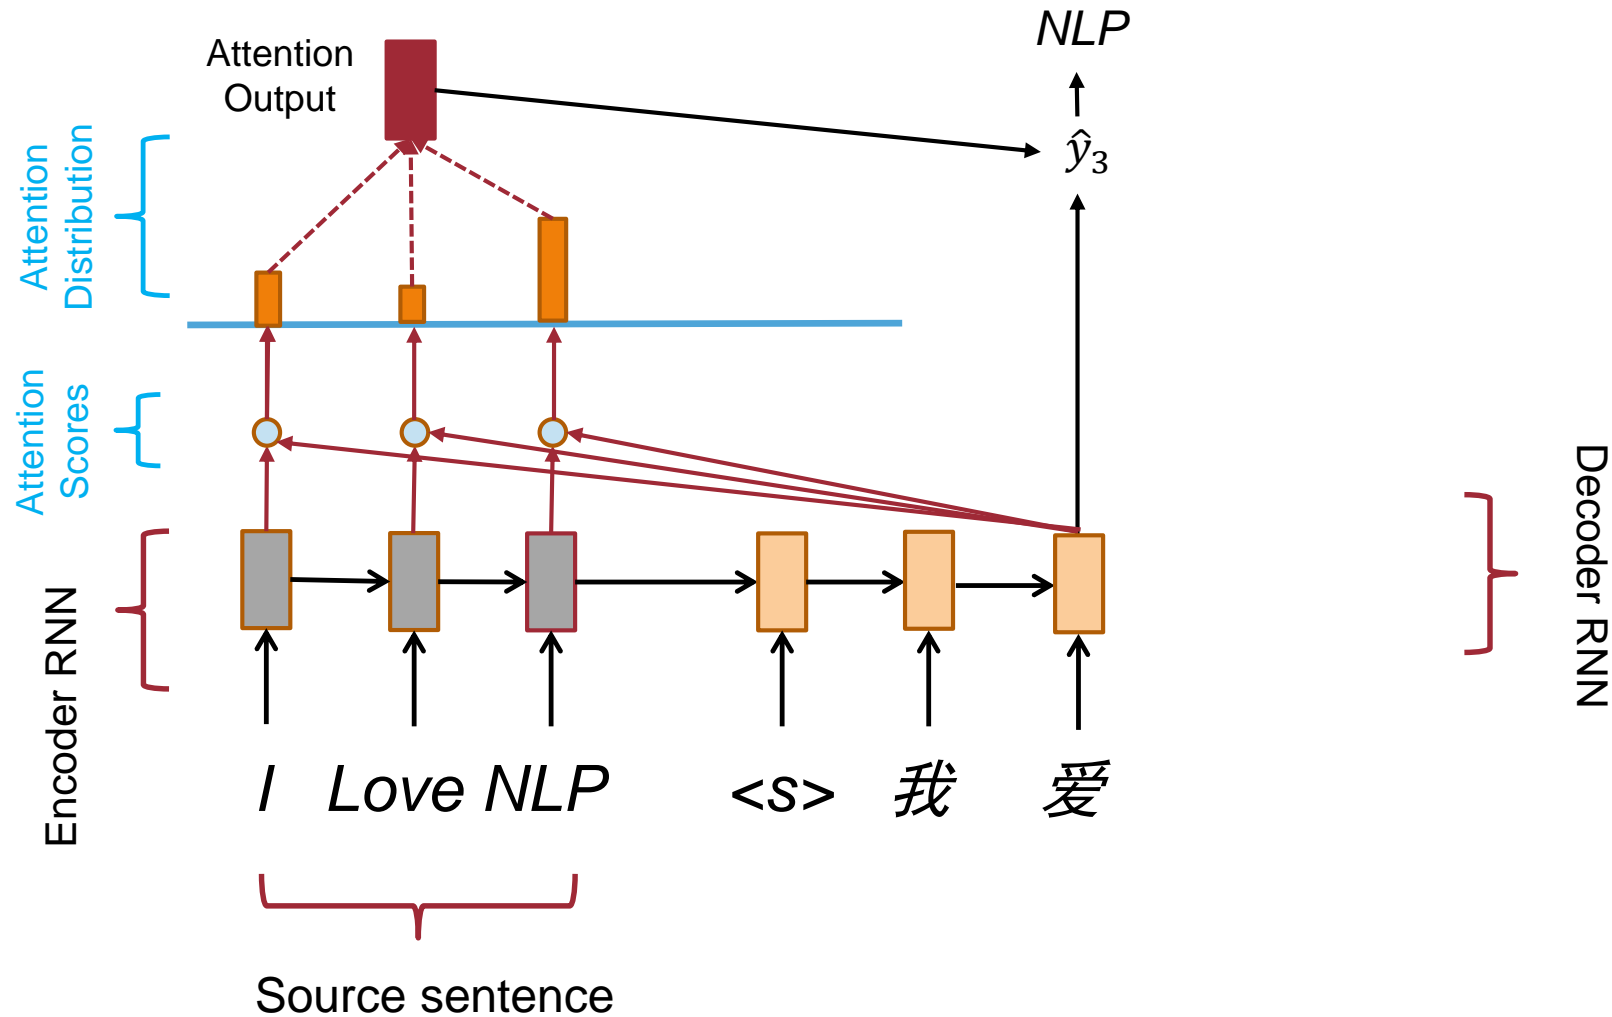 Attention
Output
NLP
ŷ₃
Attention
Distribution
Attention
Scores
Encoder RNN
Decoder RNN
I Love NLP <s> 我 爱
Source sentence